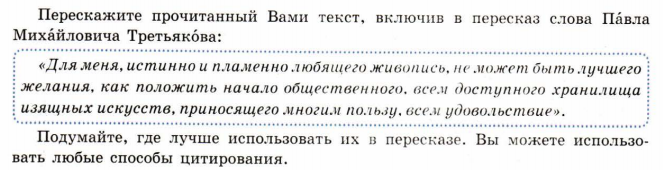 Перескажите прочитанный Вами текст, включив в пересказ слова Па́вла
Миха́йловича Третьяко́ва:
«Для меня, истинно и пламенно любящего живопись, не может быть лучшего
желания, как положить начало общественного, всем доступного хранилища
изящных искусств, приносящего многим пользу, всем удовольствие».
Подумайте, где лучше использовать их в пересказе. Вы можете использо-
вать любые способы цитирования.